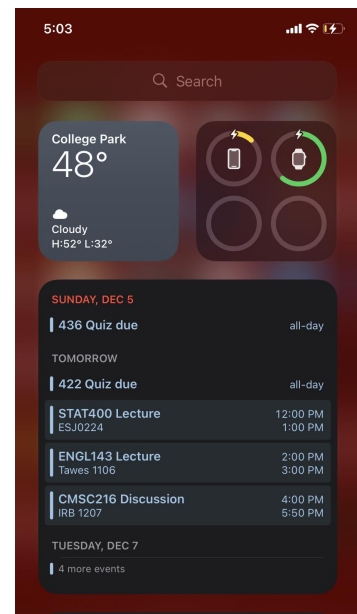 5:03
Search
College Park
48°
Cloudy
H:52° L:32°
SUNDAY, DEC 5
436 Quiz due all-day
TOMORROW
422 Quiz due all-day
STAT400 Lecture 12:00 PM
ESJ0224 1:00 PM
ENGL143 Lecture 2:00 PM
Tawes 1106 3:00 PM
CMSC216 Discussion 4:00 PM
IRB 1207 5:50 PM
TUESDAY, DEC 7
4 more events